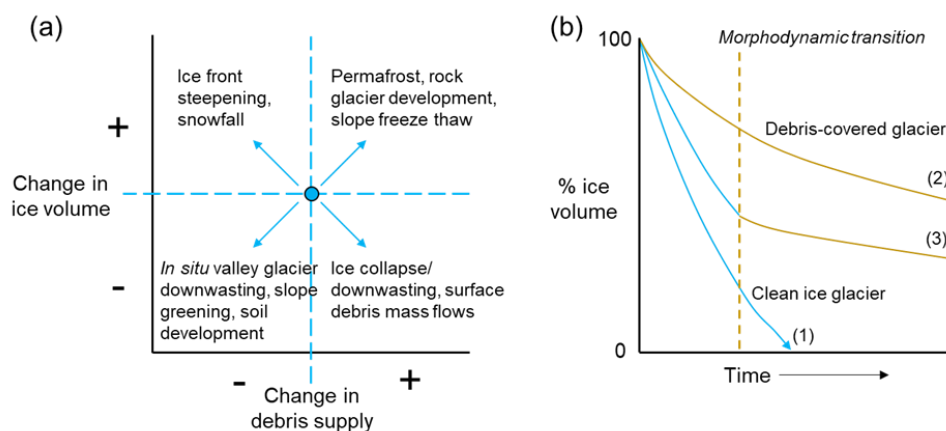 (a)
Ice front
steepening,
snowfall
Permafrost, rock
glacier development,
slope freeze thaw
+
Change in
ice volume
-
In situ valley glacier
downwasting, slope
greening, soil
development
Ice collapse/
downwasting, surface
debris mass flows
-
+
Change in
debris supply
(b)
Morphodynamic transition
100
% ice
volume
0
Debris-covered glacier
(2)
(3)
Clean ice glacier
(1)
Time